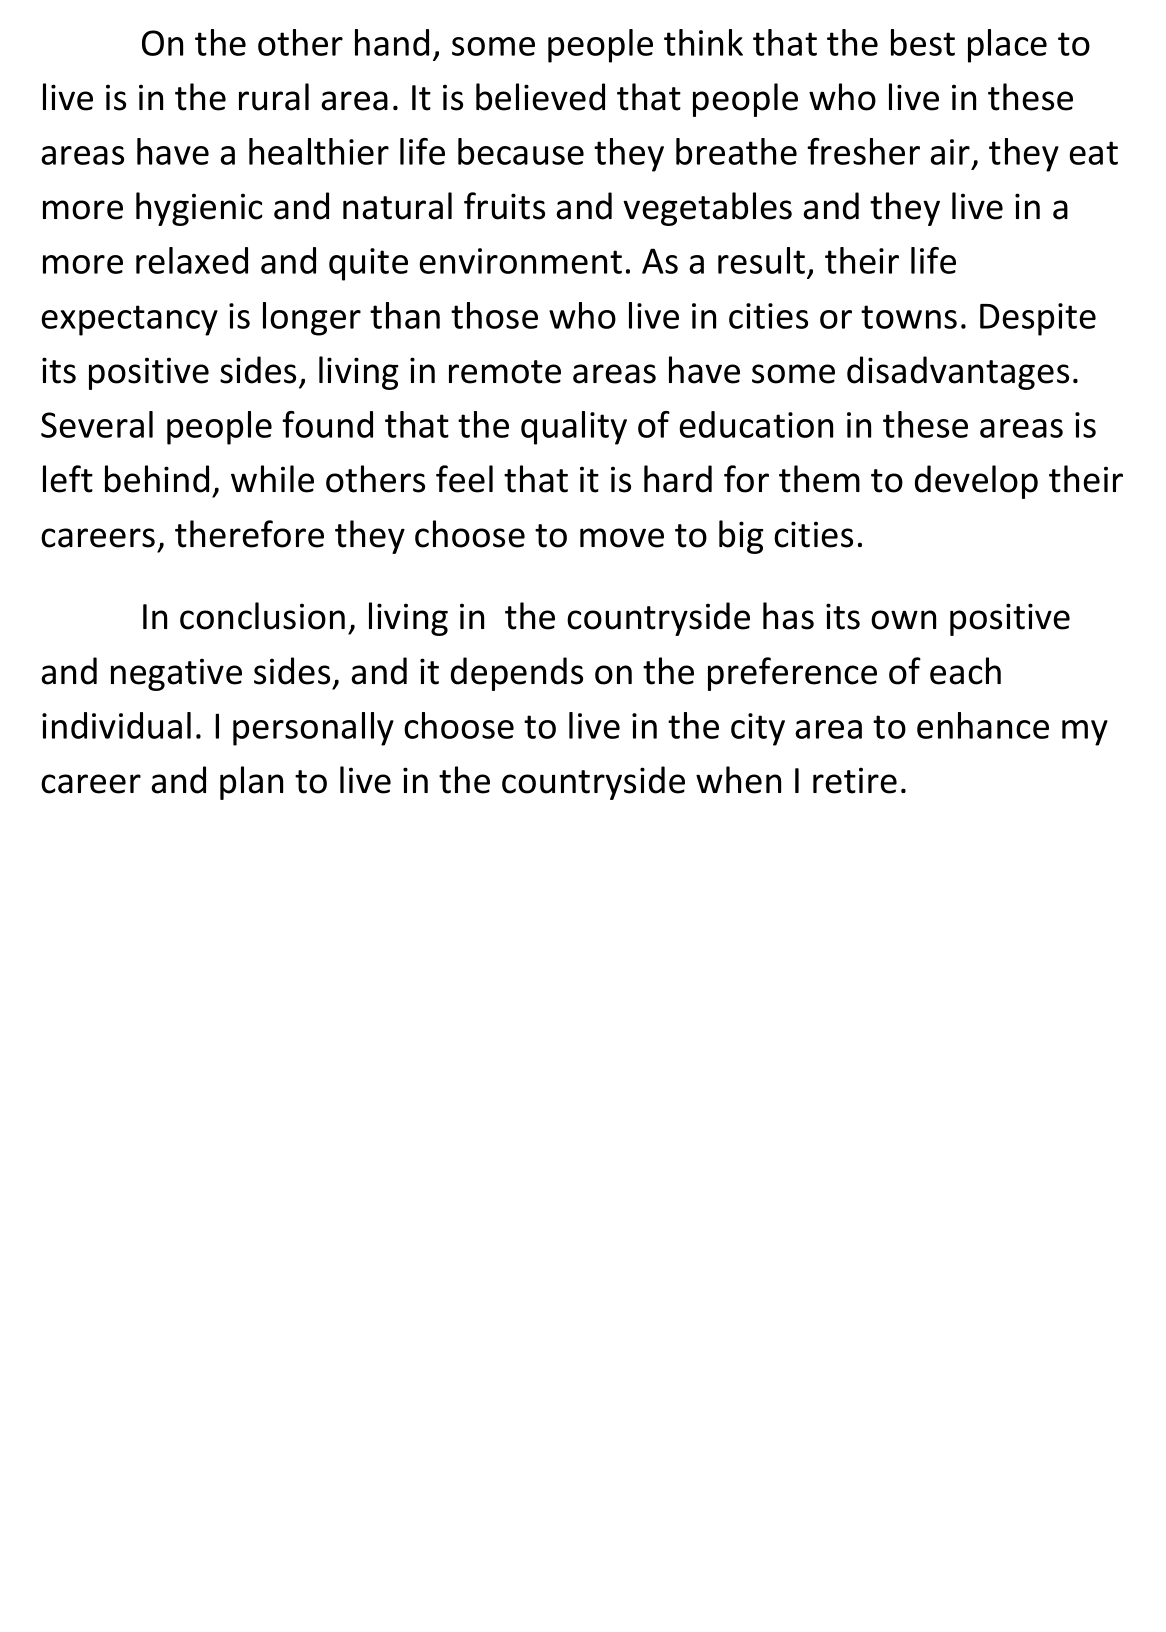 On the other hand, some people think that the best place to
live is in the rural area. It is believed that people who live in these
areas have a healthier life because they breathe fresher air, they eat
more hygienic and natural fruits and vegetables and they live in a
more relaxed and quite environment. As a result, their life
expectancy is longer than those who live in cities or towns. Despite
its positive sides, living in remote areas have some disadvantages.
Several people found that the quality of education in these areas is
left behind, while others feel that it is hard for them to develop their
careers, therefore they choose to move to big cities.
In conclusion, living in  the countryside has its own positive
and negative sides, and it depends on the preference of each
individual. I personally choose to live in the city area to enhance my
career and plan to live in the countryside when I retire.